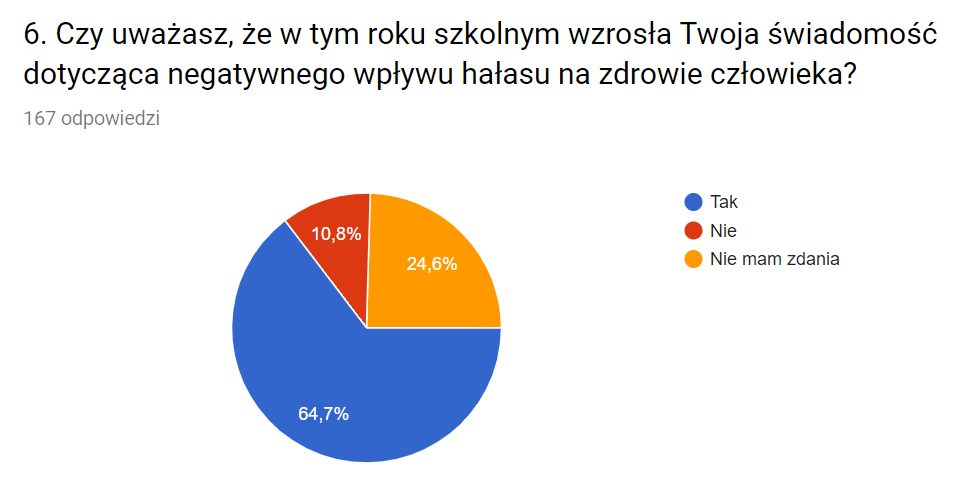 6. Czy uważasz, że w tym roku szkolnym wzrosła Twoja świadomość
dotycząca negatywnego wpływu hałasu na zdrowie człowieka?
167 odpowiedzi
Tak
Nie
Nie mam zdania
10,8%
24,6%
64,7%